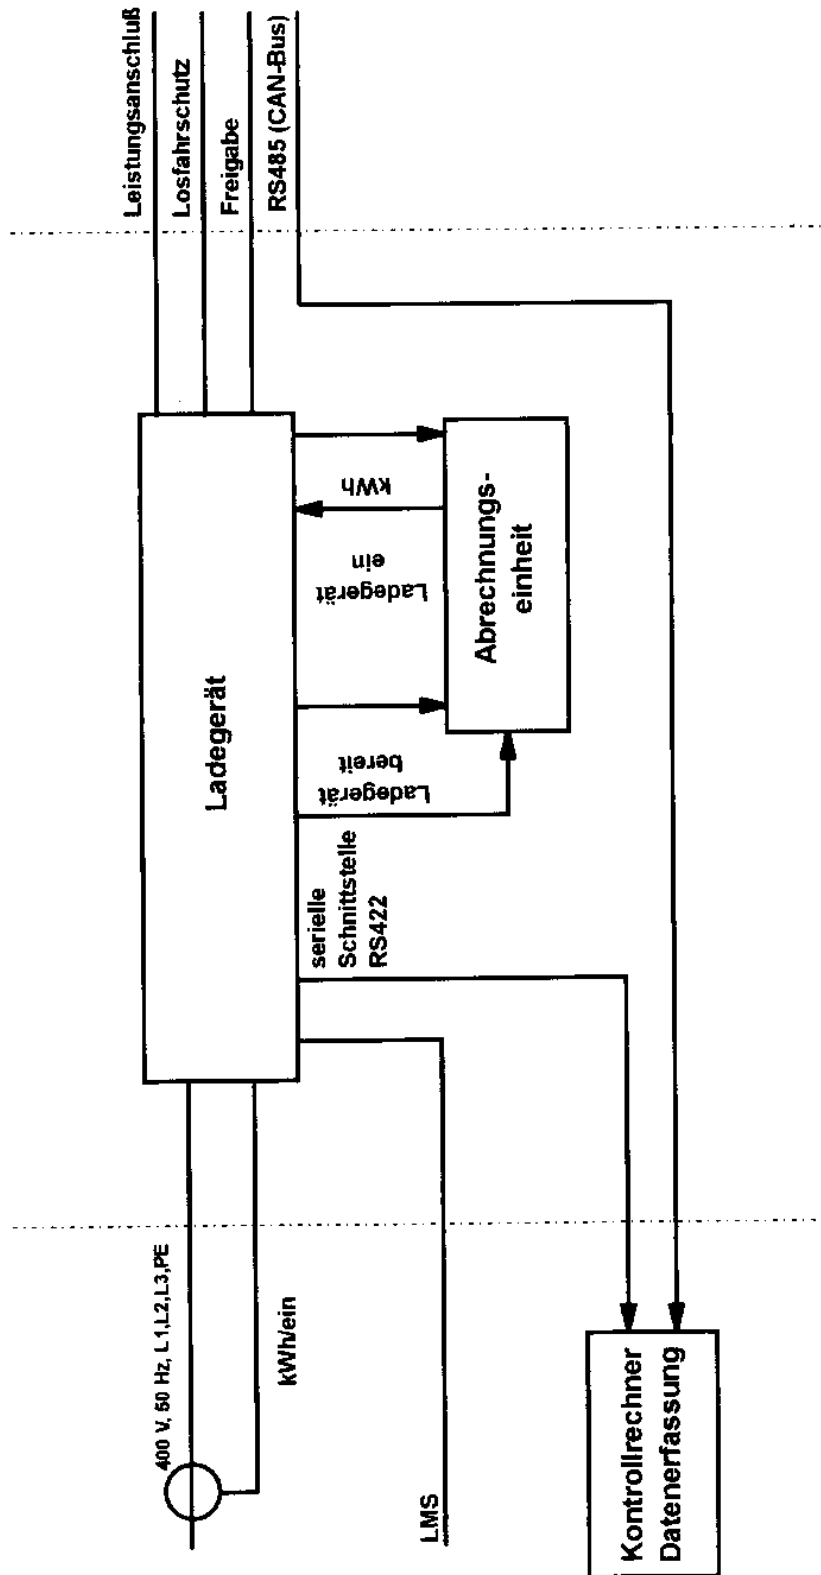 Leistungsanschluß
Losfahrschutz
Freigabe
RS485 (CAN-Bus)
Ladegerät
kWh
Ladegerät
ein
Abrechnungs-
einheit
Ladegerät
bereit
serielle
Schnittstelle
RS422
400 V, 50 Hz, L1,L2,L3,PE
kWh/ein
LMS
Kontrollrechner
Datenerfassung